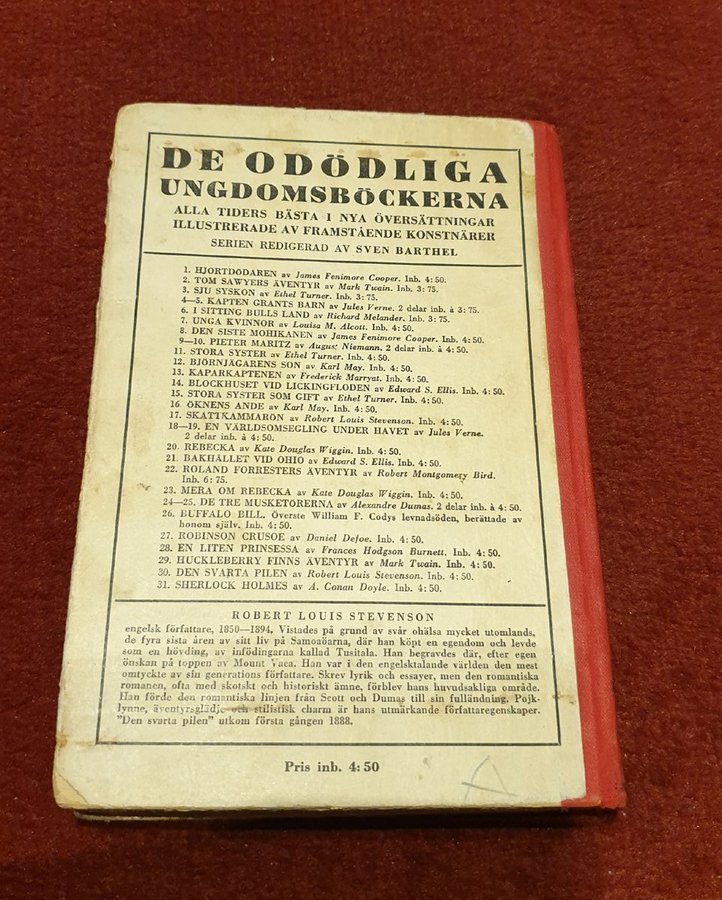 DE ODÖDLIGA
UNGDOMSBÖCKERNA
ALLA TIDERS BÄSTA I NYA ÖVERSÄTTNINGAR
ILLUSTRERADE AV FRAMSTÅENDE KONSTNÄRER
SERIEN REDIGERAD AV SVEN BARTHEL
1. HJORTDÖDAREN av James Fenimore Cooper. Inb. 4:50.
2. TOM SAWYERS ÄVENTYR av Mark Twain. Inb. 3:75.
3. SJU SYSKON av Ethel Turner. Inb. 3:75.
4—5. KAPTEN GRANTS BARN av Jules Verne. 2 delar inb. à 3:75.
6. I SITTING BULLS LAND av Richard Melander. Inb. 3:75.
7. UNGA KVINNOR av Louisa M. Alcott. Inb. 4:50.
8. DEN SISTE MOHIKANEN av James Fenimore Cooper. Inb. 4:50.
9—10. PIETER MARITZ av August Niemann. 2 delar inb. à 4:50.
11. STORA SYSTER av Ethel Turner. Inb. 4:50.
12. BJÖRNJÄGARENS SON av Karl May. Inb. 4:50.
13. KAPARKAPTENEN av Frederick Marryat. Inb. 4:50.
14. BLOCKHUSET VID LICKINGFLODEN av Edward S. Ellis. Inb. 4:50.
15. STORA SYSTER SOM GIFT av Ethel Turner. Inb. 4:50.
16. ÖKNENS ANDE av Karl May. Inb. 4:50.
17. SKATTKAMMARÖN av Robert Louis Stevenson. Inb. 4:50.
18—19. EN VÄRLDSOMSEGLING UNDER HAVET av Jules Verne.
2 delar inb. à 4:50.
20. REBECKA av Kate Douglas Wiggin. Inb. 4:50.
21. BAKHÅLLET VID OHIO av Edward S. Ellis. Inb. 4:50.
22. ROLAND FORRESTERS ÄVENTYR av Robert Montgomery Bird.
Inb. 6:75.
23. MERA OM REBECKA av Kate Douglas Wiggin. Inb. 4:50.
24—25. DE TRE MUSKETÖRERNA av Alexandre Dumas. 2 delar inb. à 4:50.
26. BUFFALO BILL. Överste William F. Codys levnadsöden, berättade av
honom själv. Inb. 4:50.
27. ROBINSON CRUSOE av Daniel Defoe. Inb. 4:50.
28. EN LITEN PRINSESSA av Frances Hodgson Burnett. Inb. 4:50.
29. HUCKLEBERRY FINNS ÄVENTYR av Mark Twain. Inb. 4:50.
30. DEN SVARTA PILEN av Robert Louis Stevenson. Inb. 4:50.
31. SHERLOCK HOLMES av A. Conan Doyle. Inb. 4:50.
ROBERT LOUIS STEVENSON
engelsk författare, 1850—1894. Vistades på grund av svår ohälsa mycket utomlands,
de fyra sista åren av sitt liv på Samoaöarna, där han köpt en egendom och levde
som en hövding, av infödingarna kallad Tusitala. Han begravdes där, efter egen
önskan på toppen av Mount Vaca. Han var i den engelsktalande världen den mest
omtyckte av sin generations författare. Skrev lyrik och essayer, men den romantiska
romanen, ofta med skotskt och historiskt ämne, förblev hans huvudsakliga område.
Han förde den romantiska linjen från Scott och Dumas till sin fulländning. Pojk-
lynne, äventyrsglädje och stilistisk charm är hans utmärkande författaregenskaper.
"Den svarta pilen" utkom första gången 1888.
Pris inb. 4:50